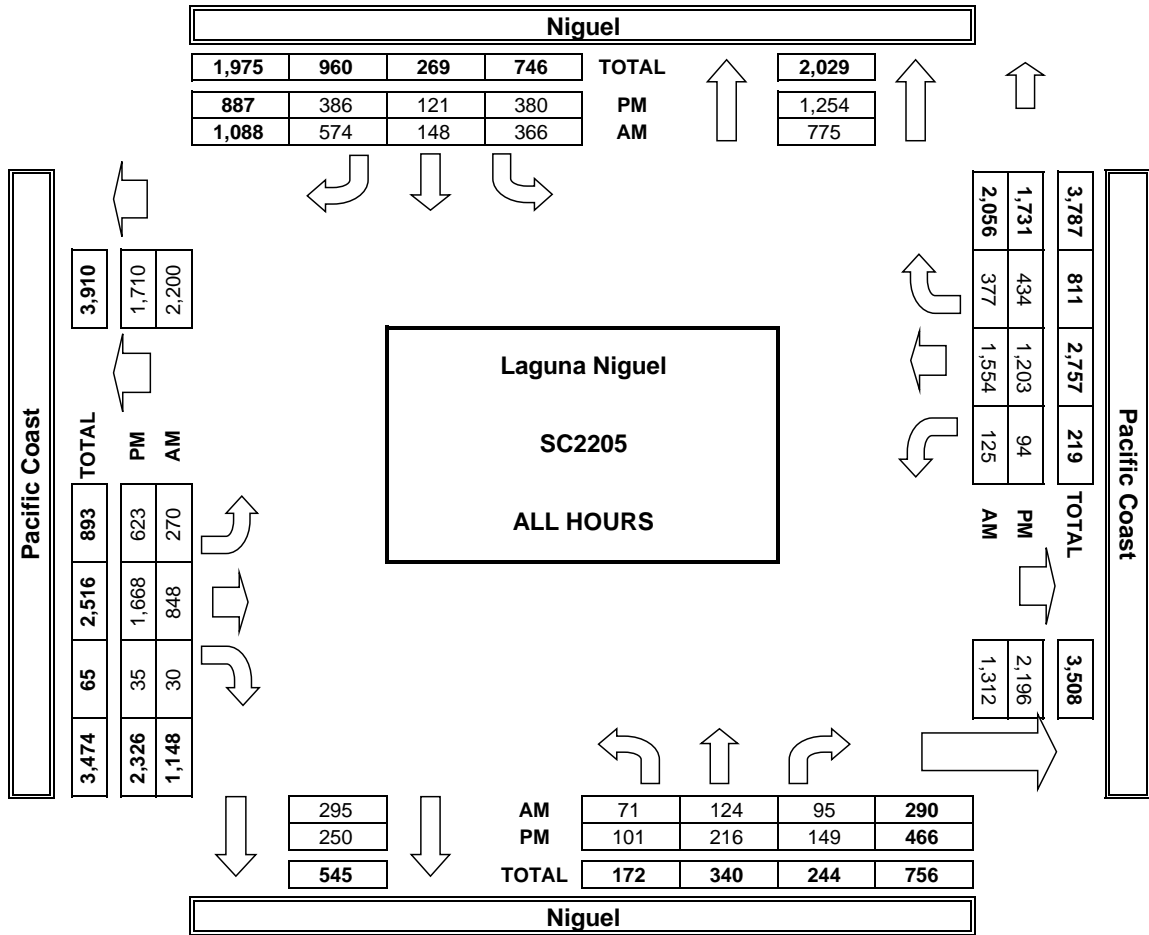 Niguel
1,975 960 269 746 TOTAL 2,029
887 386 121 380 PM 1,254
1,088 574 148 366 AM 775
Pacific Coast
3,910
1,710
2,200
TOTAL 893 2,516 65 3,474
PM 623 1,668 35 2,326
AM 270 848 30 1,148
Laguna Niguel
SC2205
ALL HOURS
3,787 811 2,757 219 TOTAL
1,731 434 1,203 94 PM
2,056 377 1,554 125 AM
3,508
2,196
1,312
Pacific Coast
295 AM 71 124 95 290
250 PM 101 216 149 466
545 TOTAL 172 340 244 756
Niguel